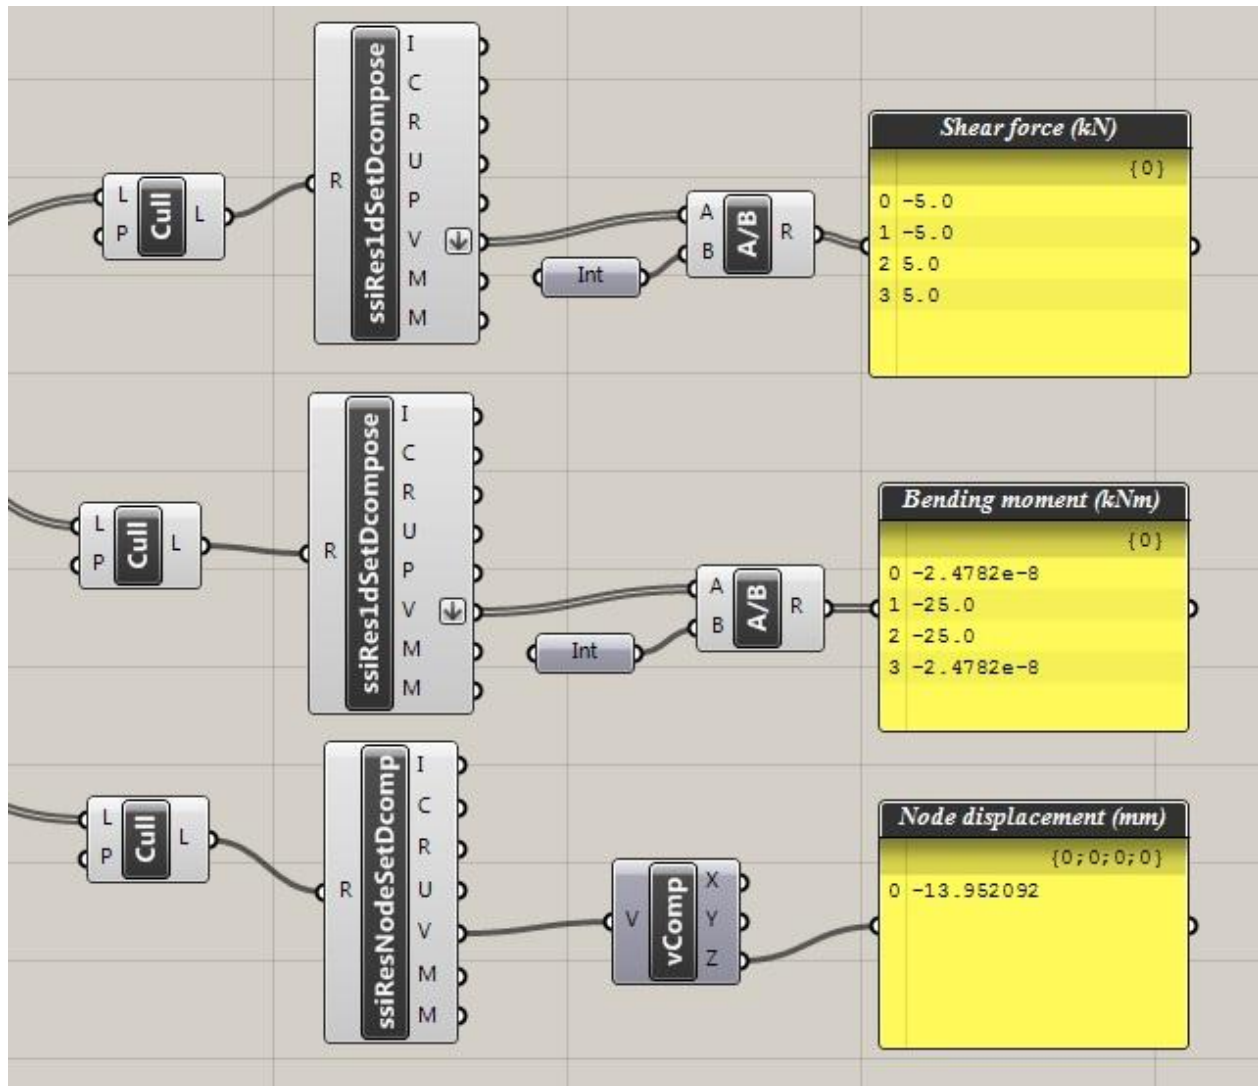 L
P
Cull
L
R
ssiRes1dSetDcompose
I
C
R
U
P
V
M
M
Int
A
B
A/B
R
Shear force (kN)
{0}
0 -5.0
1 -5.0
2 5.0
3 5.0
L
P
Cull
L
R
ssiRes1dSetDcompose
I
C
R
U
P
V
M
M
Int
A
B
A/B
R
Bending moment (kNm)
{0}
0 -2.4782e-8
1 -25.0
2 -25.0
3 -2.4782e-8
L
P
Cull
L
R
ssiResNodeSetDcomp
I
C
R
U
V
M
M
V
vComp
X
Y
Z
Node displacement (mm)
{0;0;0;0}
0 -13.952092